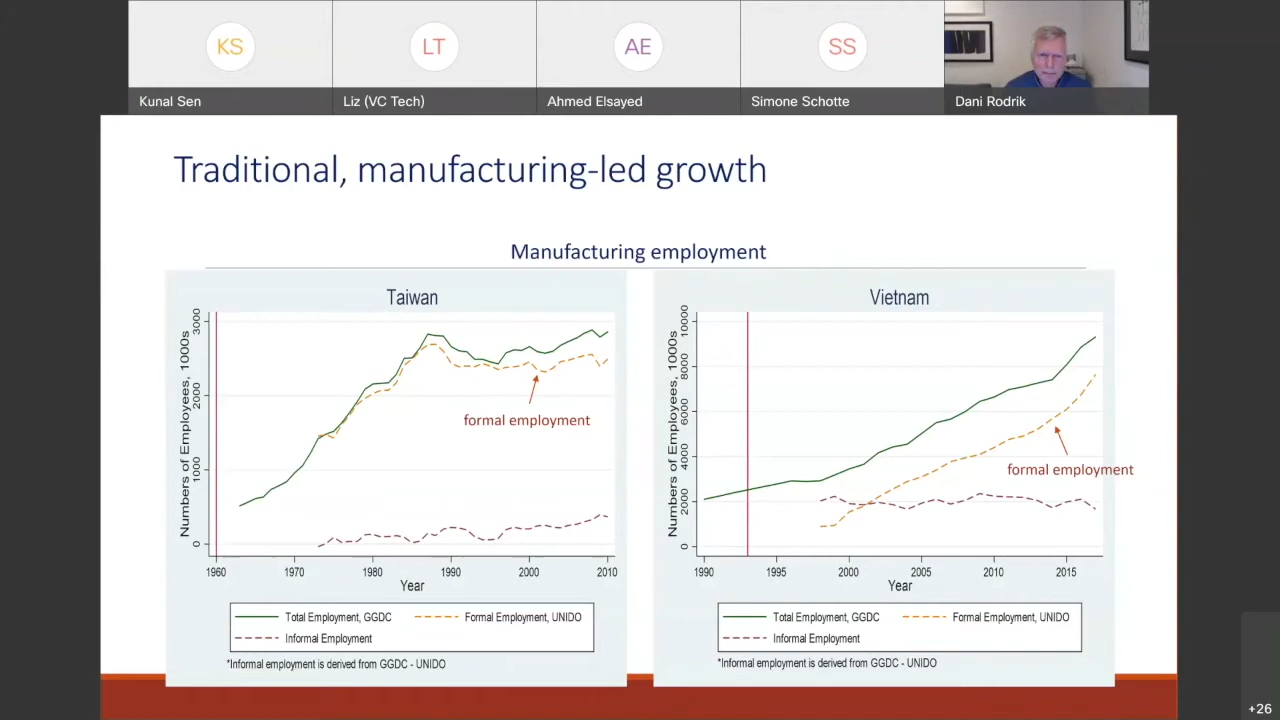 KS
LT
AE
SS
Kunal Sen
Liz (VC Tech)
Ahmed Elsayed
Simone Schotte
Dani Rodrik
Traditional, manufacturing-led growth
Manufacturing employment
Taiwan
Numbers of Employees, 1000s
3000
2000
1000
0
formal employment
1960 1970 1980 1990 2000 2010
Year
Total Employment, GGDC
Formal Employment, UNIDO
Informal Employment
*Informal employment is derived from GGDC - UNIDO
Vietnam
Numbers of Employees, 1000s
10000
8000
6000
4000
2000
0
formal employment
1990 1995 2000 2005 2010 2015
Year
Total Employment, GGDC
Formal Employment, UNIDO
Informal Employment
*Informal employment is derived from GGDC - UNIDO
+26